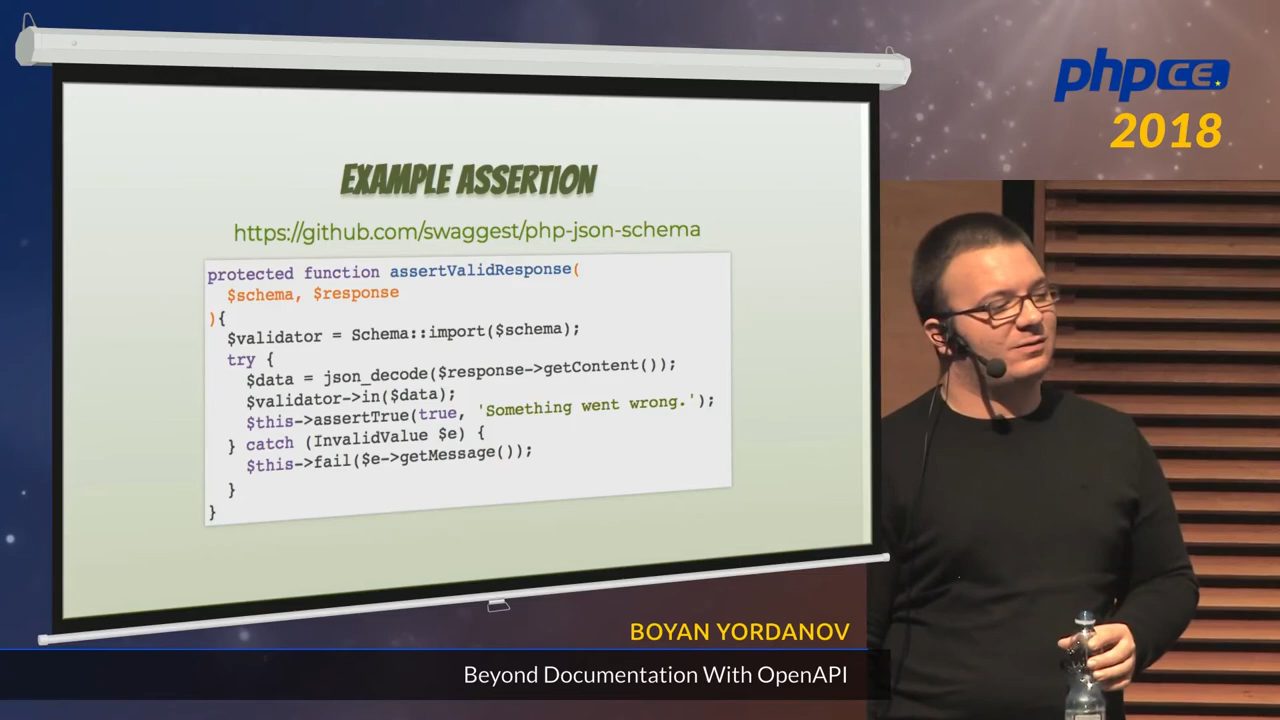 phpCE.
2018
EXAMPLE ASSERTION
https://github.com/swaggest/php-json-schema
protected function assertValidResponse(
  $schema, $response
){
  $validator = Schema::import($schema);
  try {
    $data = json_decode($response->getContent());
    $validator->in($data);
    $this->assertTrue(true, 'Something went wrong.');
  } catch (InvalidValue $e) {
    $this->fail($e->getMessage());
  }
}
BOYAN YORDANOV
Beyond Documentation With OpenAPI